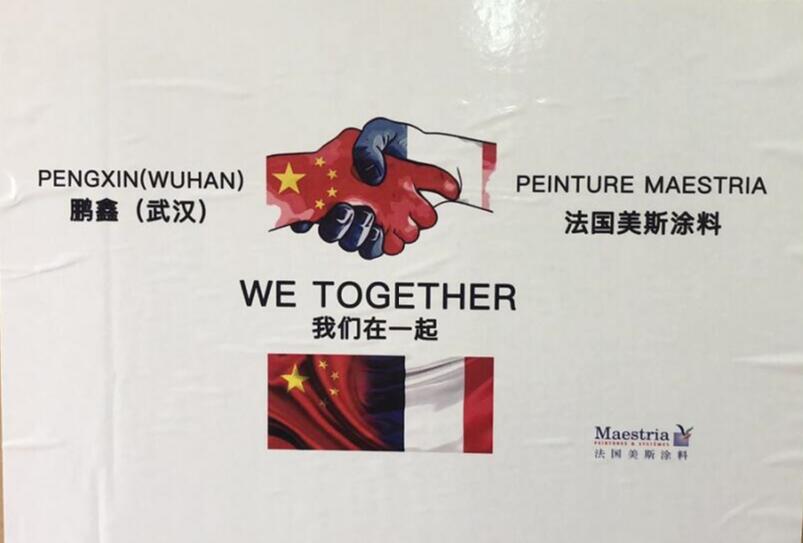 PENGXIN(WUHAN)
鹏鑫（武汉）
PEINTURE MAESTRIA
法国美斯涂料
WE TOGETHER
我们在一起
Maestria
PEINTURES & SYSTÈMES
法国美斯涂料